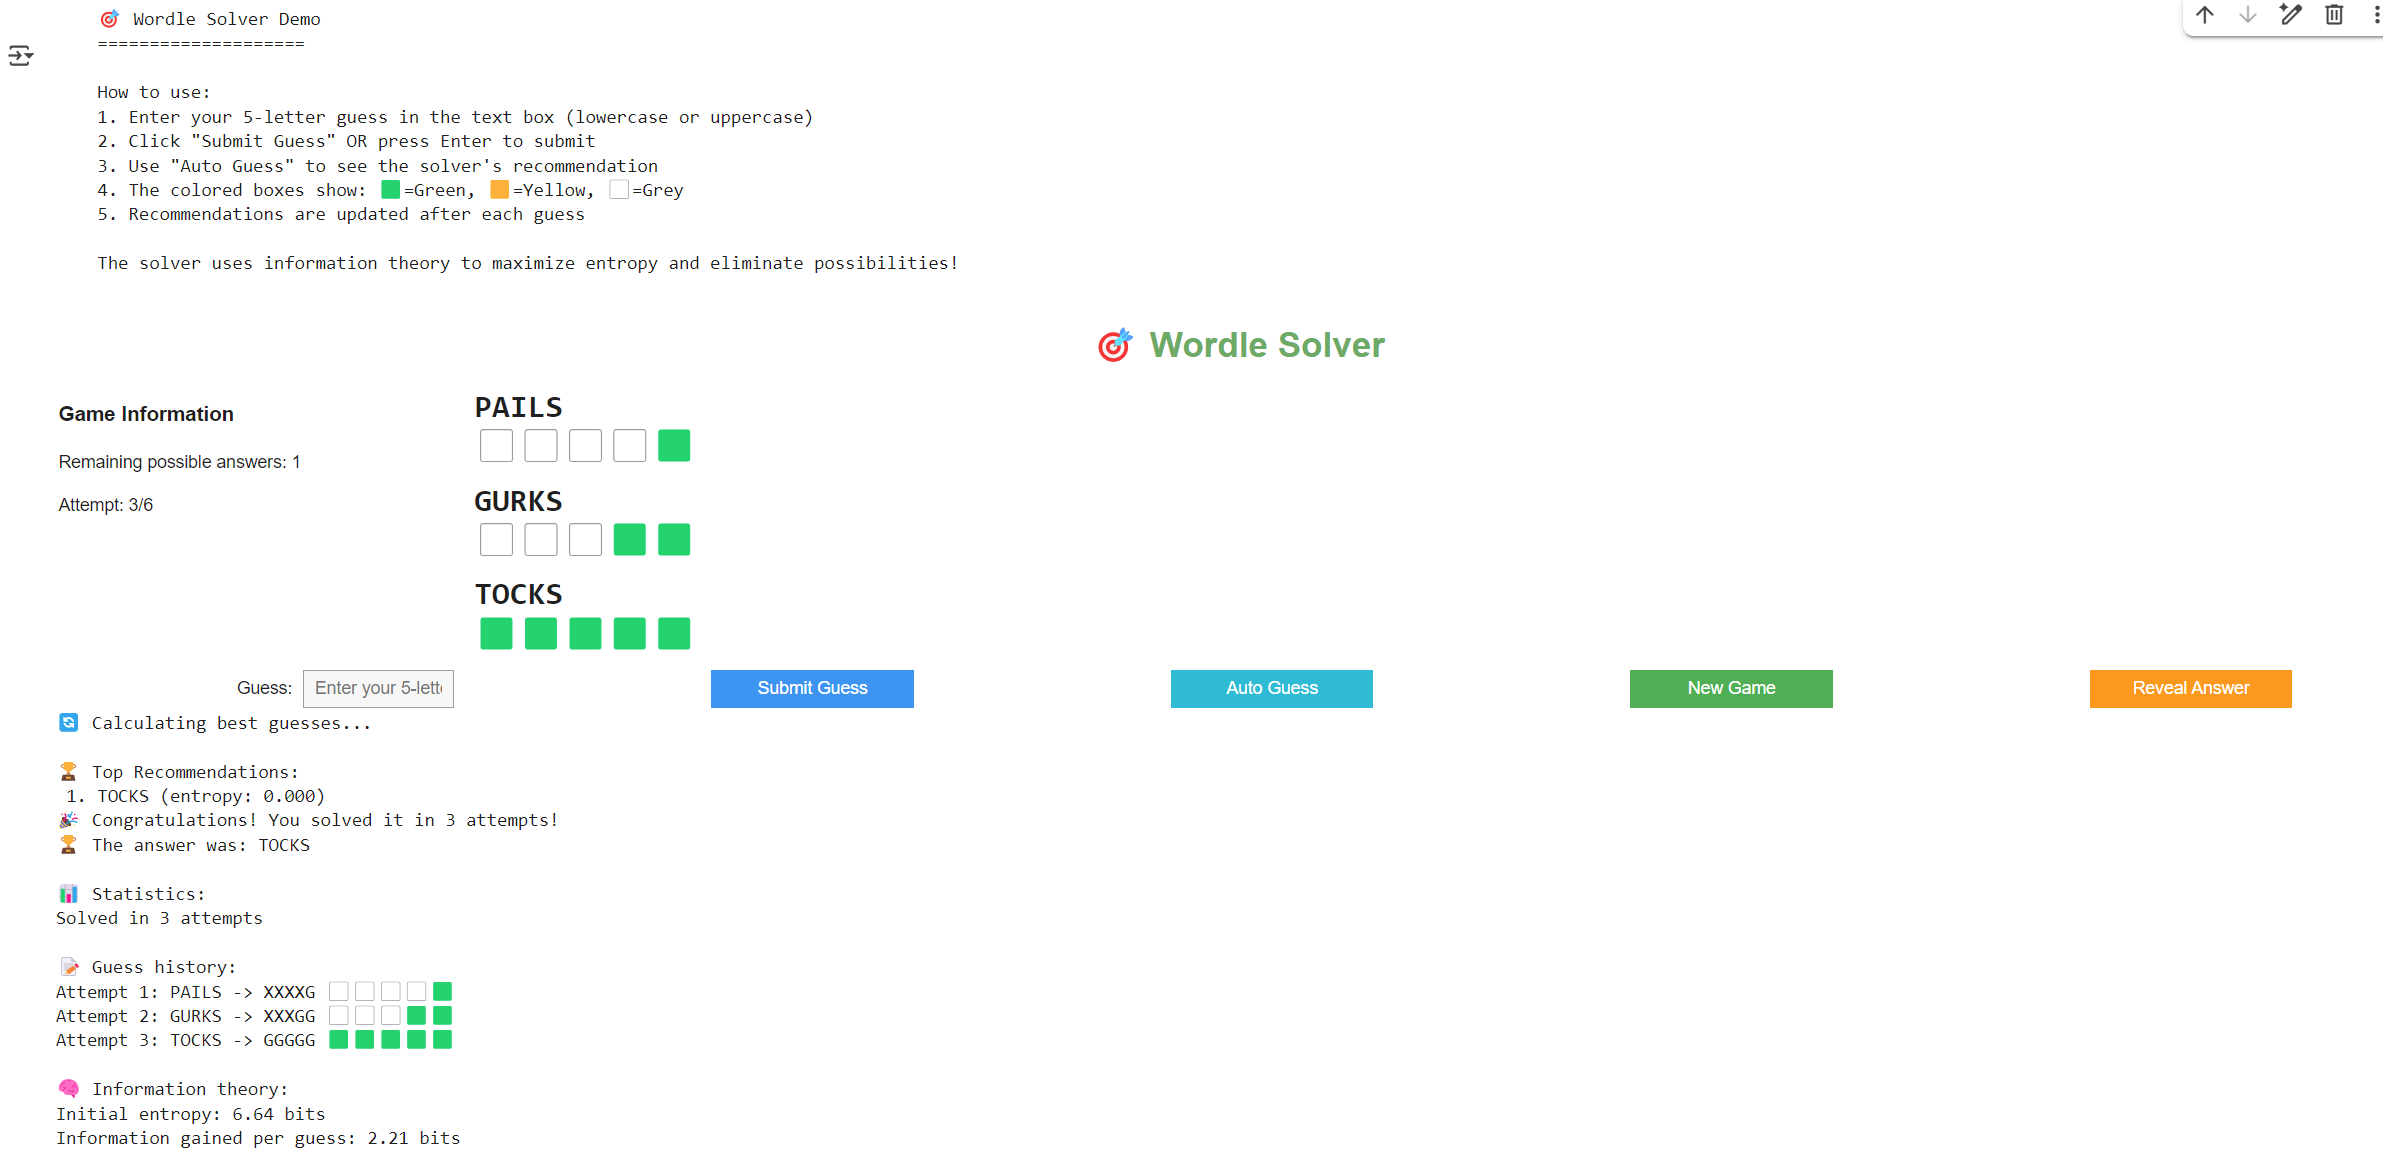 🎯 Wordle Solver Demo
====================
How to use:
1. Enter your 5-letter guess in the text box (lowercase or uppercase)
2. Click "Submit Guess" OR press Enter to submit
3. Use "Auto Guess" to see the solver's recommendation
4. The colored boxes show: 🟩=Green, 🟨=Yellow, ⬜=Grey
5. Recommendations are updated after each guess
The solver uses information theory to maximize entropy and eliminate possibilities!
🎯 Wordle Solver
Game Information
Remaining possible answers: 1
Attempt: 3/6
PAILS
GURKS
TOCKS
Guess: Enter your 5-lett
Submit Guess
Auto Guess
New Game
Reveal Answer
🔄 Calculating best guesses...
🏆 Top Recommendations:
1. TOCKS (entropy: 0.000)
🎉 Congratulations! You solved it in 3 attempts!
🏆 The answer was: TOCKS
📊 Statistics:
Solved in 3 attempts
📝 Guess history:
Attempt 1: PAILS -> XXXXG ⬜⬜⬜⬜🟩
Attempt 2: GURKS -> XXXGG ⬜⬜⬜🟩🟩
Attempt 3: TOCKS -> GGGGG 🟩🟩🟩🟩🟩
🧠 Information theory:
Initial entropy: 6.64 bits
Information gained per guess: 2.21 bits